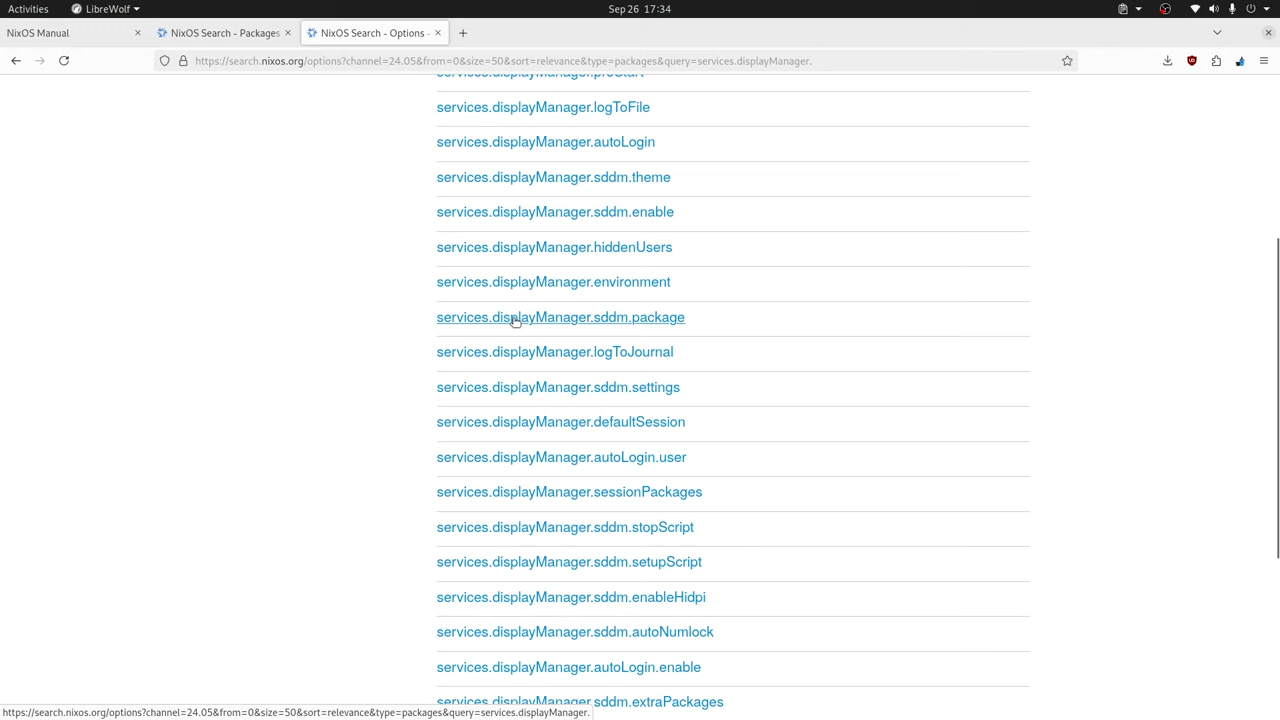 Activities
LibreWolf
Sep 26 17:34
NixOS Manual
NixOS Search - Packages
NixOS Search - Options -
https://search.nixos.org/options?channel=24.05&from=0&size=50&sort=relevance&type=packages&query=services.displayManager.
services.displayManager.preStart
services.displayManager.logToFile
services.displayManager.autoLogin
services.displayManager.sddm.theme
services.displayManager.sddm.enable
services.displayManager.hiddenUsers
services.displayManager.environment
services.displayManager.sddm.package
services.displayManager.logToJournal
services.displayManager.sddm.settings
services.displayManager.defaultSession
services.displayManager.autoLogin.user
services.displayManager.sessionPackages
services.displayManager.sddm.stopScript
services.displayManager.sddm.setupScript
services.displayManager.sddm.enableHidpi
services.displayManager.sddm.autoNumlock
services.displayManager.autoLogin.enable
services.displayManager.sddm.extraPackages
https://search.nixos.org/options?channel=24.05&from=0&size=50&sort=relevance&type=packages&query=services.displayManager.